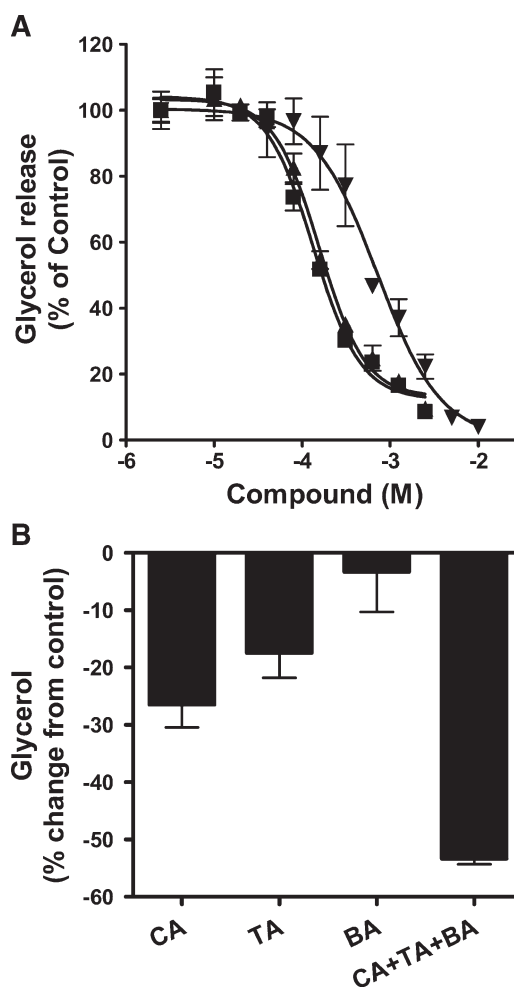 A
120
100
80
60
40
20
0
Glycerol release
(% of Control)
-6 -5 -4 -3 -2
Compound (M)
B
0
-10
-20
-30
-40
-50
-60
Glycerol
(% change from control)
CA TA BA CA+TA+BA